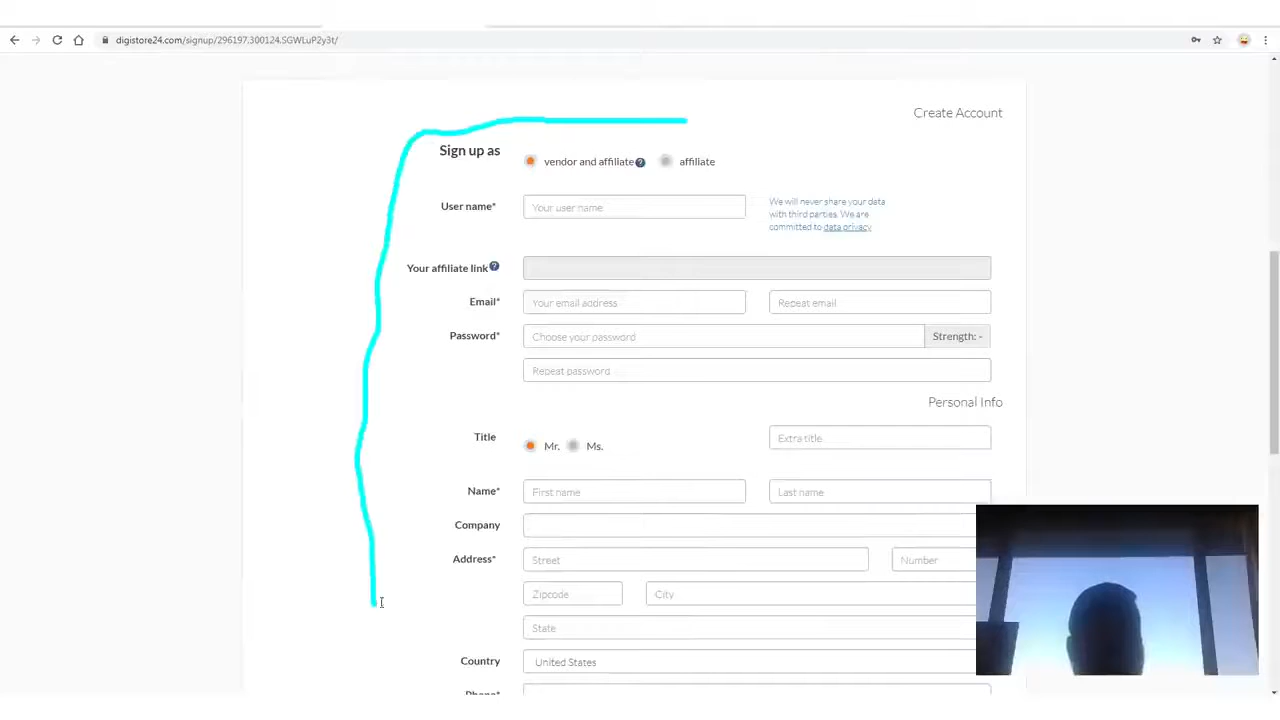 digistore24.com/signup/296197.300124.SGWLuP2y3t/
Create Account
Sign up as
vendor and affiliate ? affiliate
User name* Your user name
We will never share your data
with third parties. We are
committed to data privacy
Your affiliate link ?
Email* Your email address Repeat email
Password* Choose your password Strength: -
Repeat password
Personal Info
Title Mr. Ms. Extra title
Name* First name Last name
Company
Address* Street Number
Zipcode City
State
Country United States
Phone*